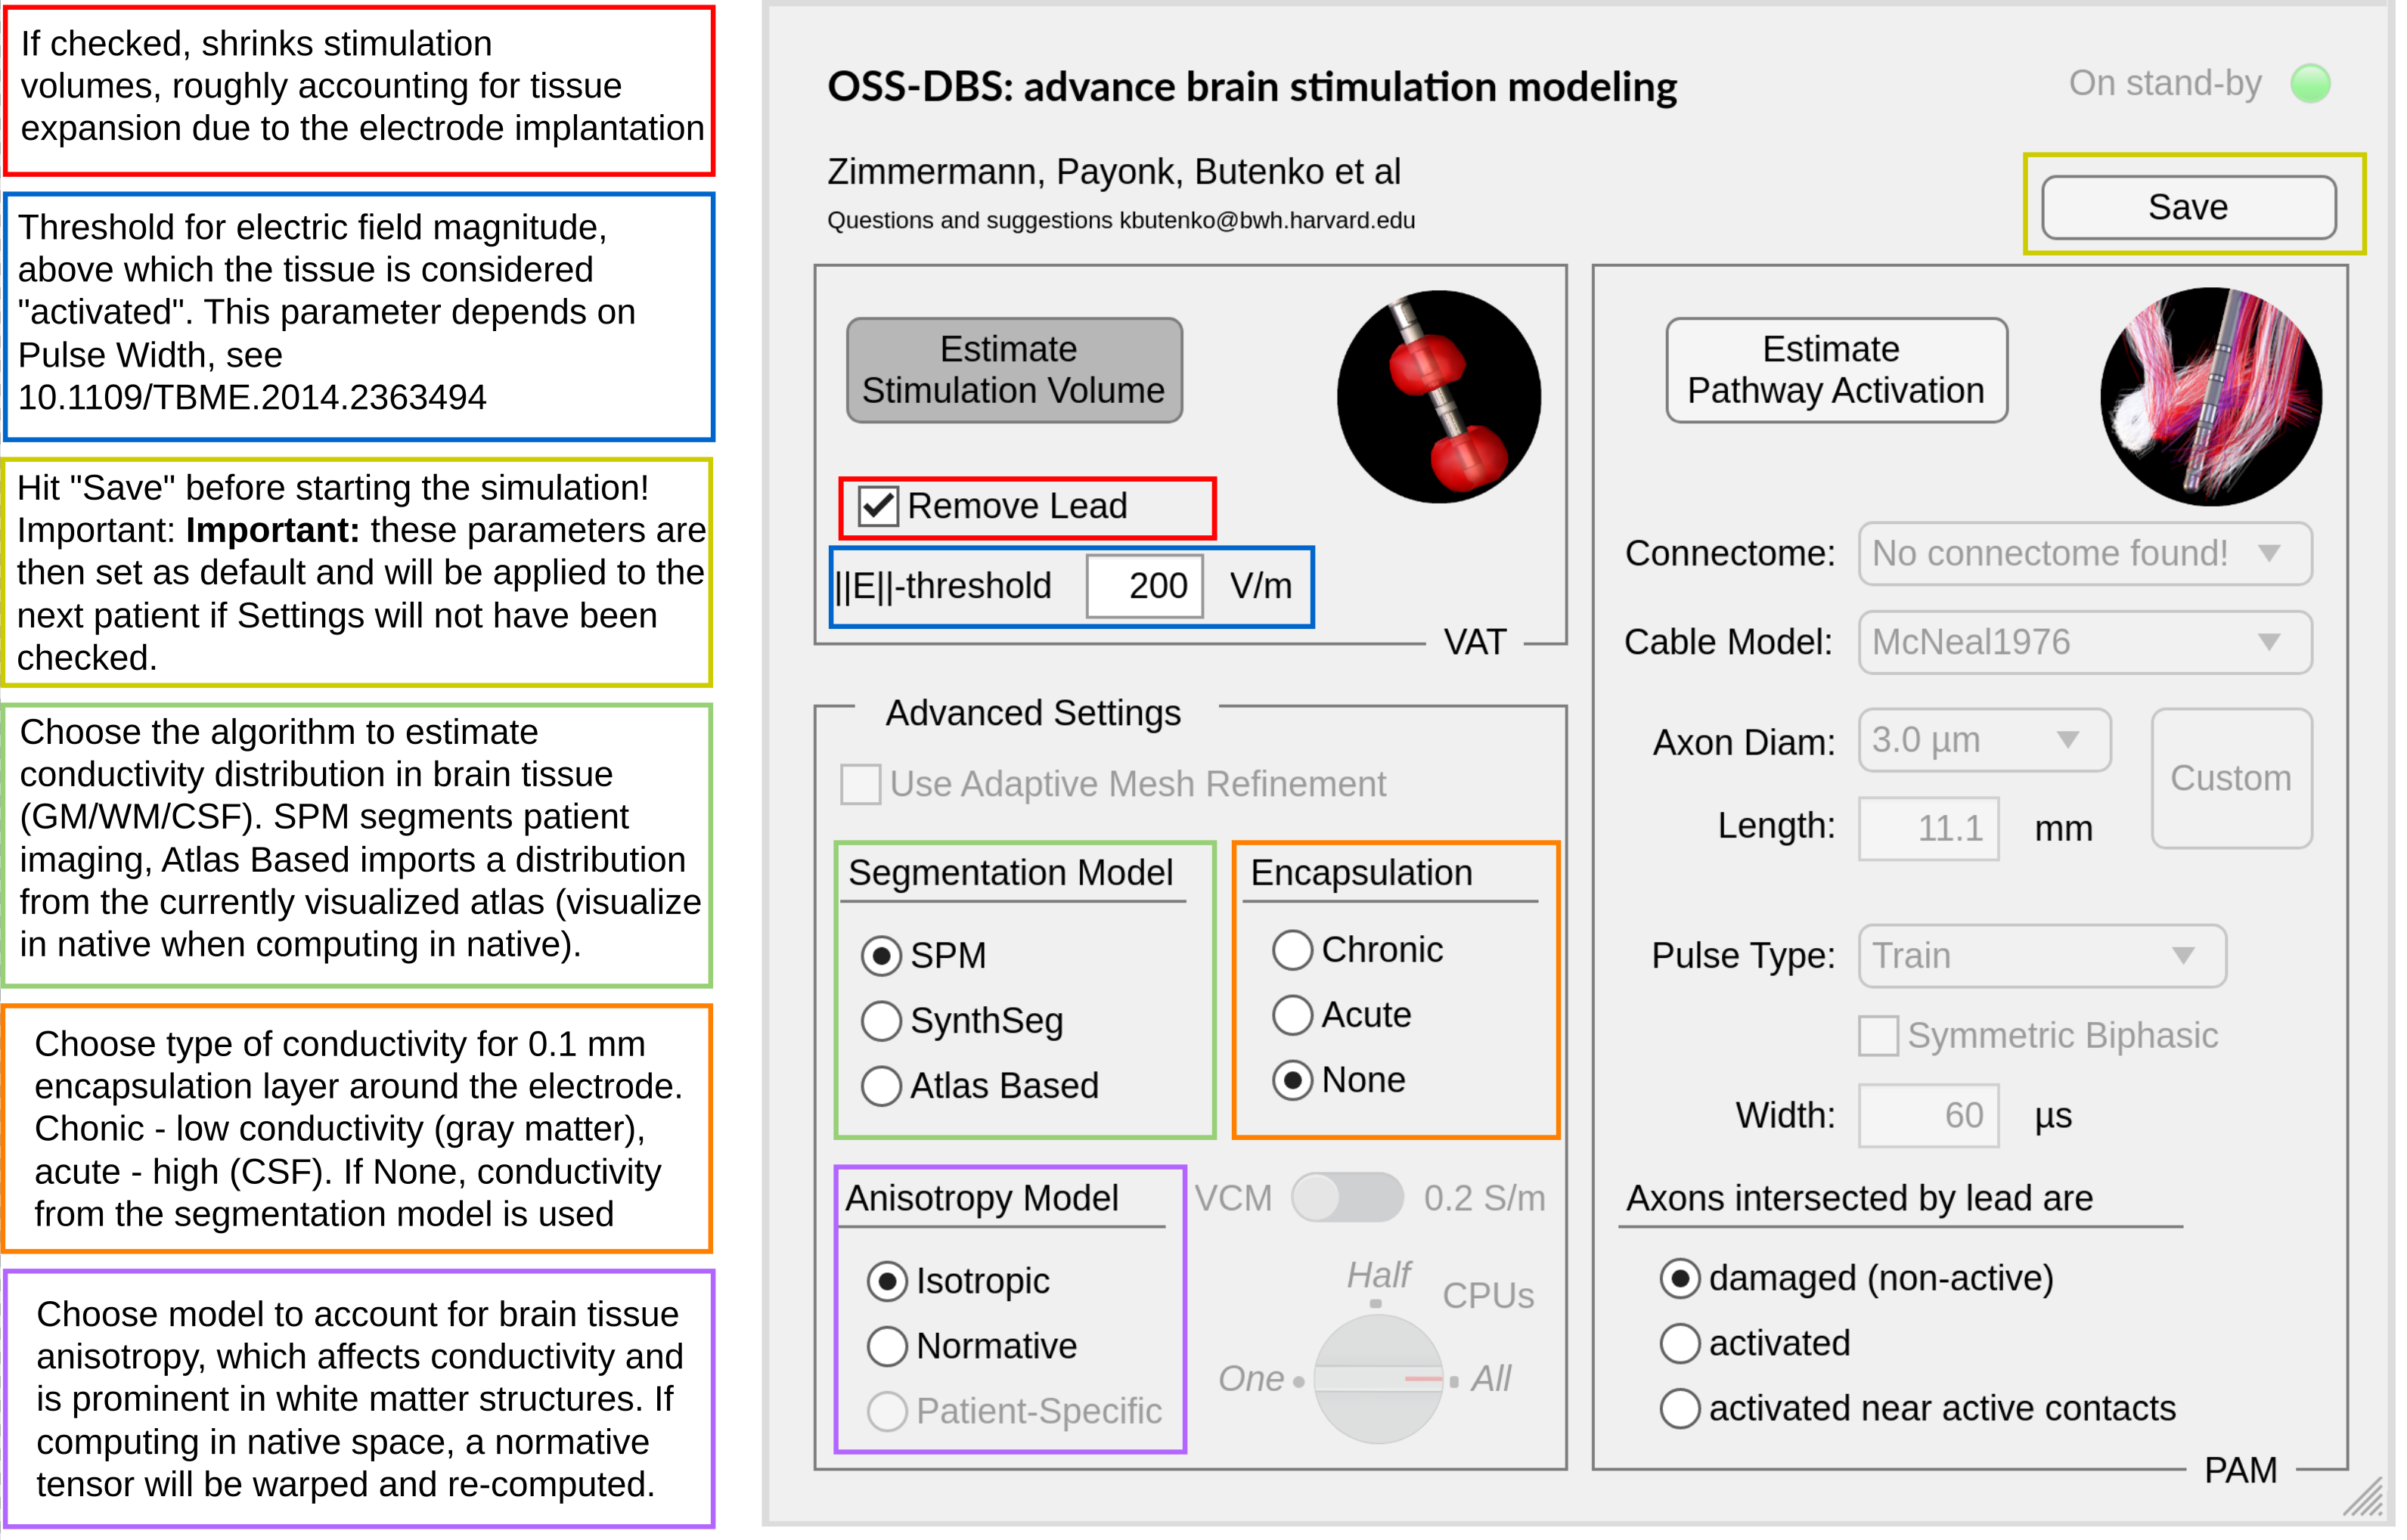 If checked, shrinks stimulation
volumes, roughly accounting for tissue
expansion due to the electrode implantation
Threshold for electric field magnitude,
above which the tissue is considered
"activated". This parameter depends on
Pulse Width, see
10.1109/TBME.2014.2363494
Hit "Save" before starting the simulation!
Important: Important: these parameters are
then set as default and will be applied to the
next patient if Settings will not have been
checked.
Choose the algorithm to estimate
conductivity distribution in brain tissue
(GM/WM/CSF). SPM segments patient
imaging, Atlas Based imports a distribution
from the currently visualized atlas (visualize
in native when computing in native).
Choose type of conductivity for 0.1 mm
encapsulation layer around the electrode.
Chonic - low conductivity (gray matter),
acute - high (CSF). If None, conductivity
from the segmentation model is used
Choose model to account for brain tissue
anisotropy, which affects conductivity and
is prominent in white matter structures. If
computing in native space, a normative
tensor will be warped and re-computed.
OSS-DBS: advance brain stimulation modeling
On stand-by
Zimmermann, Payonk, Butenko et al
Questions and suggestions kbutenko@bwh.harvard.edu
Save
Estimate
Stimulation Volume
Remove Lead
||E||-threshold 200 V/m
VAT
Advanced Settings
Use Adaptive Mesh Refinement
Segmentation Model
SPM
SynthSeg
Atlas Based
Encapsulation
Chronic
Acute
None
Anisotropy Model
Isotropic
Normative
Patient-Specific
VCM 0.2 S/m
Half
CPUs
One
All
Estimate
Pathway Activation
Connectome: No connectome found!
Cable Model: McNeal1976
Axon Diam: 3.0 µm
Custom
Length: 11.1 mm
Pulse Type: Train
Symmetric Biphasic
Width: 60 µs
Axons intersected by lead are
damaged (non-active)
activated
activated near active contacts
PAM